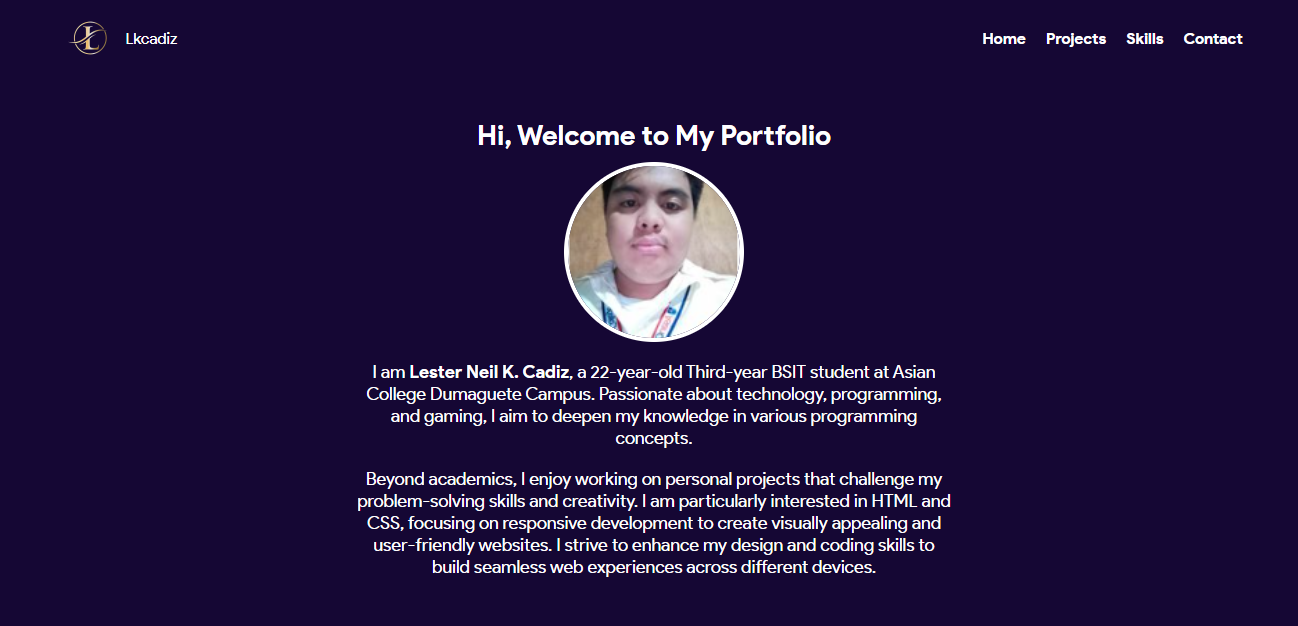 Lkcadiz
Home Projects Skills Contact
Hi, Welcome to My Portfolio
I am Lester Neil K. Cadiz, a 22-year-old Third-year BSIT student at Asian
College Dumaguete Campus. Passionate about technology, programming,
and gaming, I aim to deepen my knowledge in various programming
concepts.
Beyond academics, I enjoy working on personal projects that challenge my
problem-solving skills and creativity. I am particularly interested in HTML and
CSS, focusing on responsive development to create visually appealing and
user-friendly websites. I strive to enhance my design and coding skills to
build seamless web experiences across different devices.